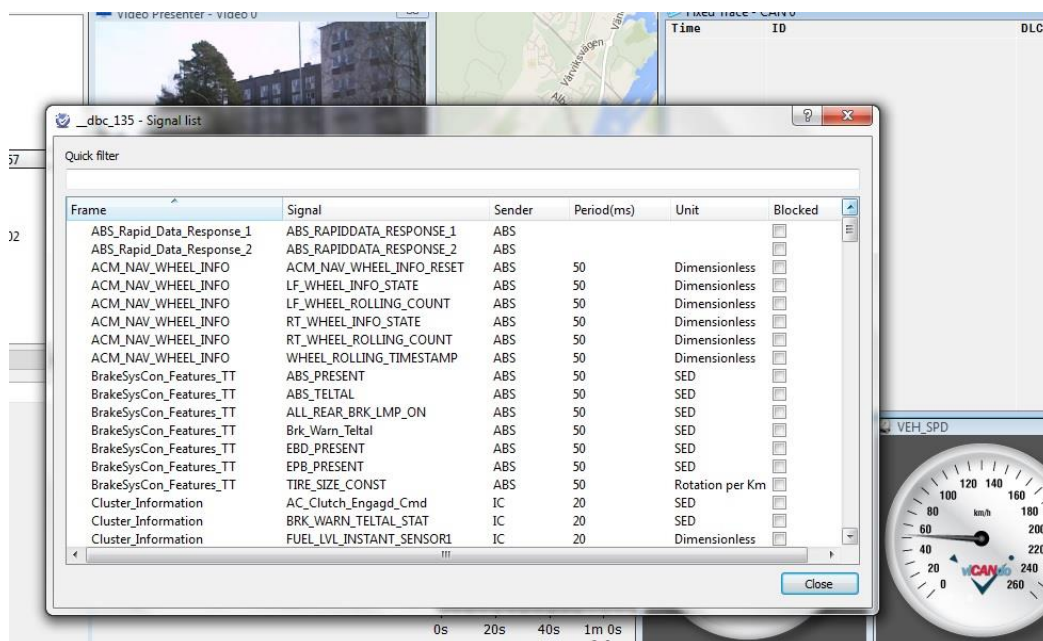 Video Presenter - Video 0
Fixed Trace - CAN 0
Time ID DLC
Värviksvägen
__dbc_135 - Signal list
Quick filter
57
02
Frame Signal Sender Period(ms) Unit Blocked
ABS_Rapid_Data_Response_1 ABS_RAPIDDATA_RESPONSE_1 ABS
ABS_Rapid_Data_Response_2 ABS_RAPIDDATA_RESPONSE_2 ABS
ACM_NAV_WHEEL_INFO ACM_NAV_WHEEL_INFO_RESET ABS 50 Dimensionless
ACM_NAV_WHEEL_INFO LF_WHEEL_INFO_STATE ABS 50 Dimensionless
ACM_NAV_WHEEL_INFO LF_WHEEL_ROLLING_COUNT ABS 50 Dimensionless
ACM_NAV_WHEEL_INFO RT_WHEEL_INFO_STATE ABS 50 Dimensionless
ACM_NAV_WHEEL_INFO RT_WHEEL_ROLLING_COUNT ABS 50 Dimensionless
ACM_NAV_WHEEL_INFO WHEEL_ROLLING_TIMESTAMP ABS 50 Dimensionless
BrakeSysCon_Features_TT ABS_PRESENT ABS 50 SED
BrakeSysCon_Features_TT ABS_TELTAL ABS 50 SED
BrakeSysCon_Features_TT ALL_REAR_BRK_LMP_ON ABS 50 SED
BrakeSysCon_Features_TT Brk_Warn_Teltal ABS 50 SED
BrakeSysCon_Features_TT EBD_PRESENT ABS 50 SED
BrakeSysCon_Features_TT EPB_PRESENT ABS 50 SED
BrakeSysCon_Features_TT TIRE_SIZE_CONST ABS 50 Rotation per Km
Cluster_Information AC_Clutch_Engagd_Cmd IC 20 SED
Cluster_Information BRK_WARN_TELTAL_STAT IC 20 SED
Cluster_Information FUEL_LVL_INSTANT_SENSOR1 IC 20 Dimensionless
Close
VEH_SPD
120 140
100 160
80 km/h 180
60 200
40 220
20 viCANdo 240
0 260
0s 20s 40s 1m 0s